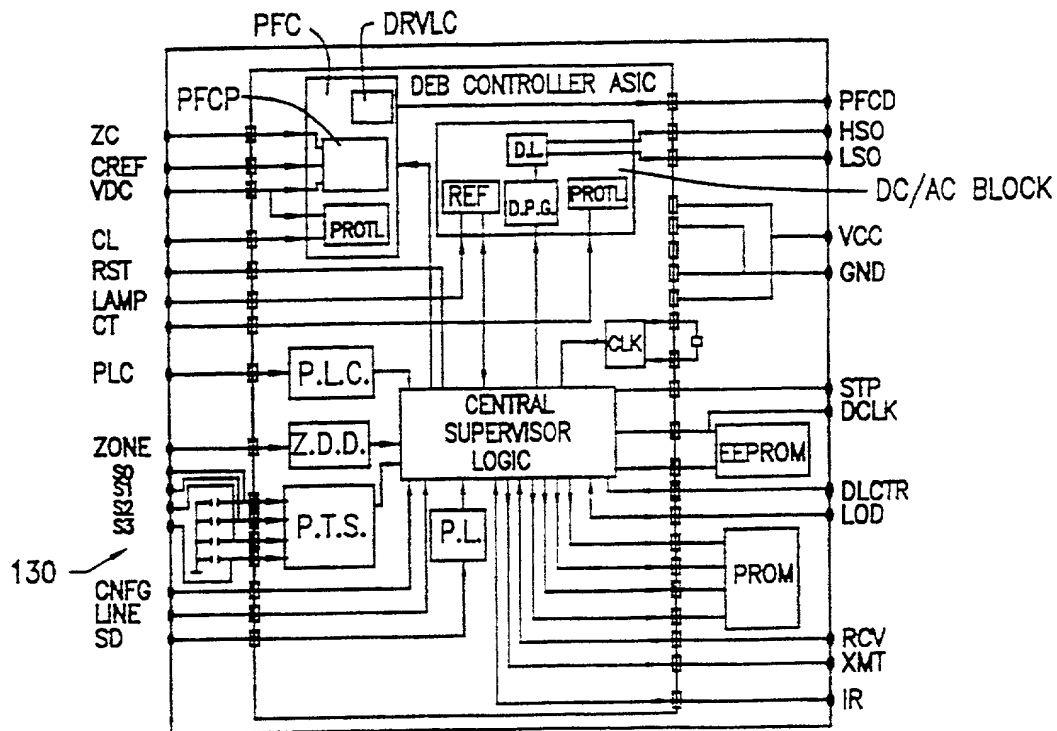 PFC DRVLC
DEB CONTROLLER ASIC
PFCP
PFCD
ZC
HSO
CREF
D.L.
LSO
VDC
REF
D.P.G.
PROTL
DC/AC BLOCK
PROTL
CL
VCC
RST
GND
LAMP
CT
CLK
PLC
P.L.C.
STP
CENTRAL
SUPERVISOR
LOGIC
DCLK
ZONE
Z.D.D.
EEPROM
S0
S1
S2
S3
DLCTR
LOD
P.T.S.
P.L.
130
PROM
CNFG
LINE
SD
RCV
XMT
IR